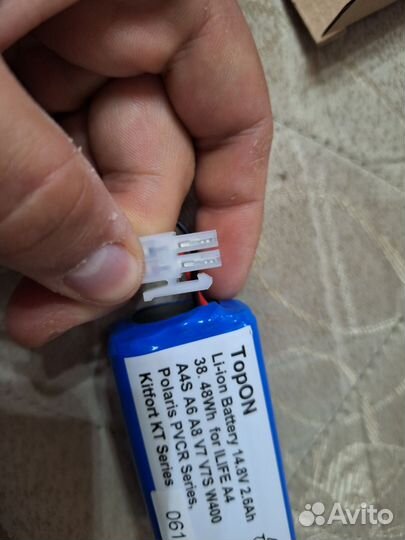 TopON
Li-ion Battery 14.8V 2.6Ah
38.48Wh for ILIFE A4
A4S A6 A8 V7 V7S W400
Polaris PVCR Series,
Kitfort KT Series
061
Avito